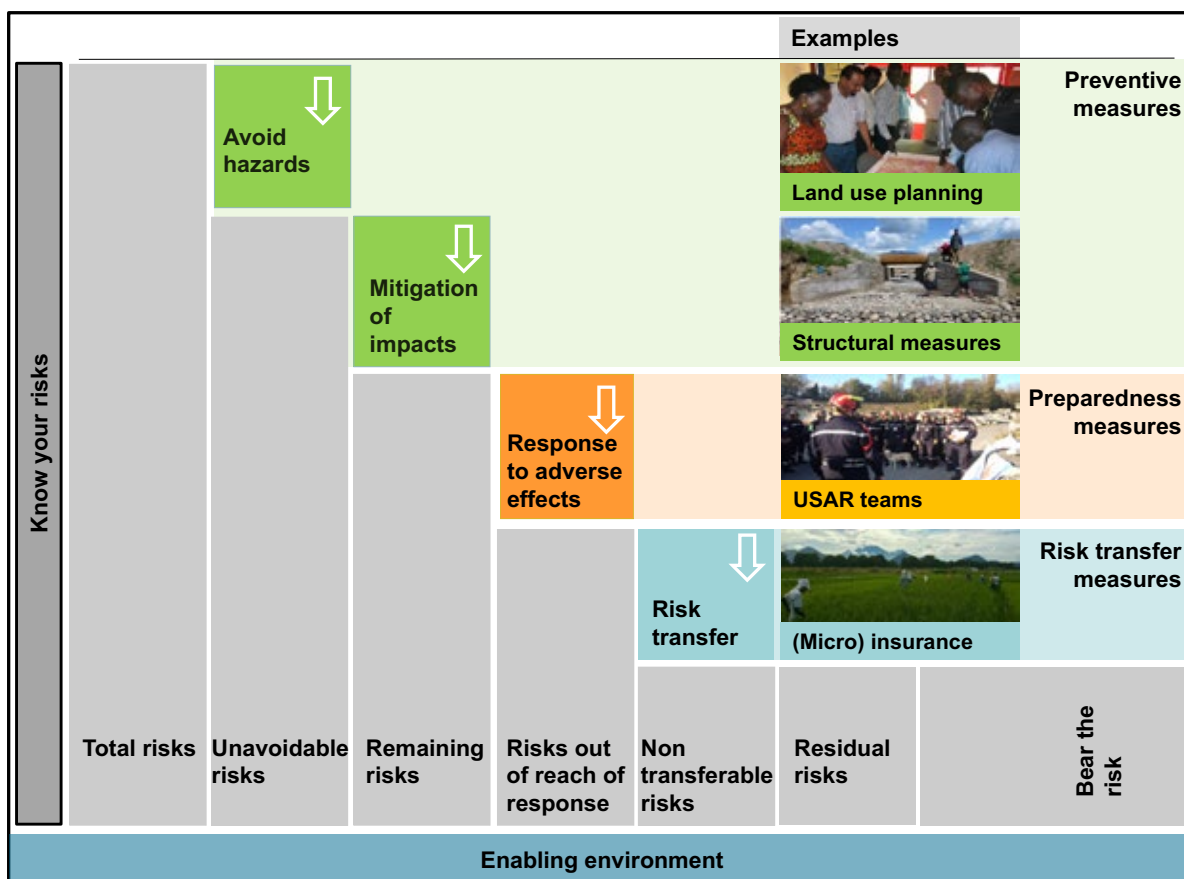 Examples
Know your risks
Avoid
hazards
Land use planning
Preventive
measures
Mitigation
of
impacts
Structural measures
Response
to adverse
effects
USAR teams
Preparedness
measures
Risk
transfer
(Micro) insurance
Risk transfer
measures
Total risks
Unavoidable
risks
Remaining
risks
Risks out
of reach of
response
Non
transferable
risks
Residual
risks
Bear the
risk
Enabling environment